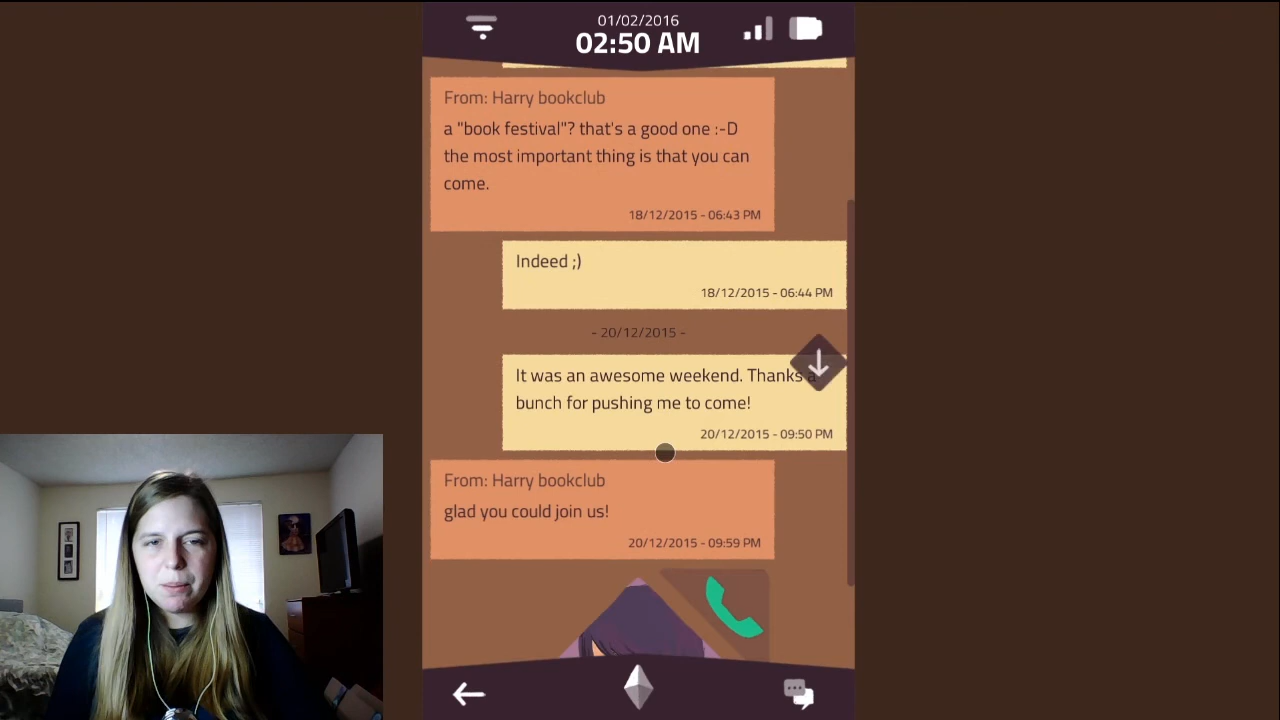 01/02/2016
02:50 AM
From: Harry bookclub
a "book festival"? that's a good one :-D
the most important thing is that you can
come.
18/12/2015 - 06:43 PM
Indeed ;)
18/12/2015 - 06:44 PM
- 20/12/2015 -
It was an awesome weekend. Thanks a
bunch for pushing me to come!
20/12/2015 - 09:50 PM
From: Harry bookclub
glad you could join us!
20/12/2015 - 09:59 PM